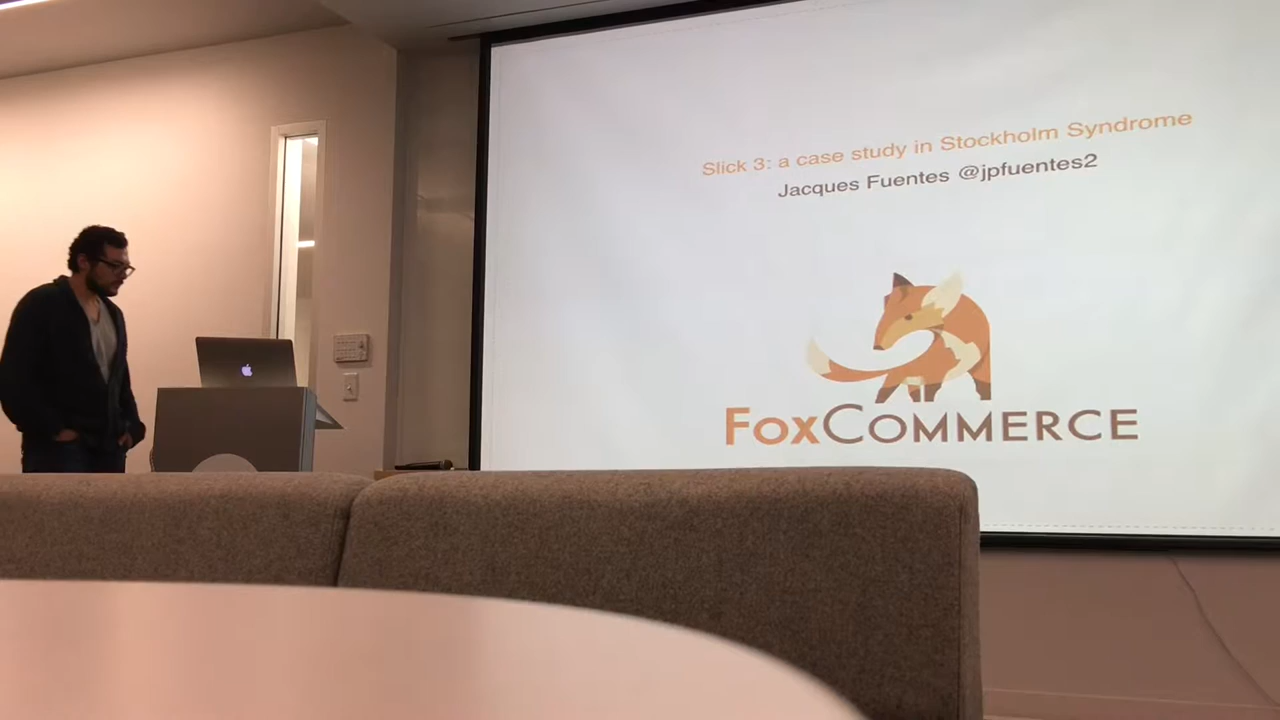 Slick 3: a case study in Stockholm Syndrome
Jacques Fuentes @jpfuentes2
FOXCOMMERCE